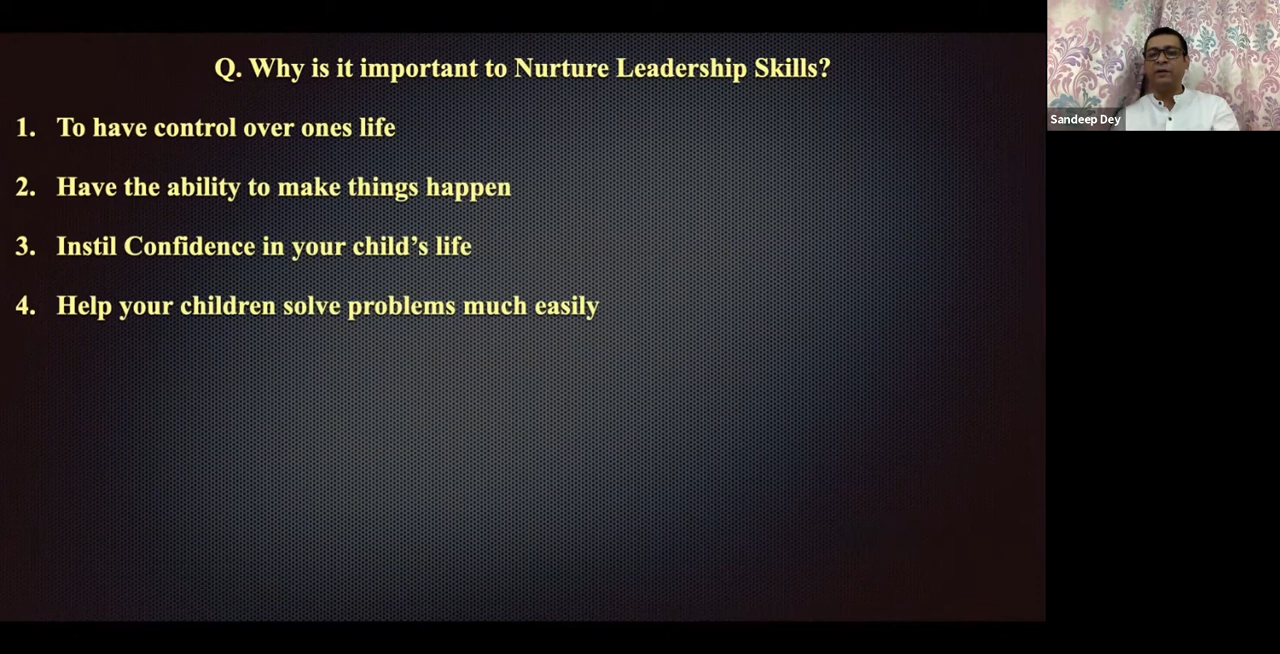 Q. Why is it important to Nurture Leadership Skills?
1. To have control over ones life
2. Have the ability to make things happen
3. Instil Confidence in your child’s life
4. Help your children solve problems much easily
Sandeep Dey